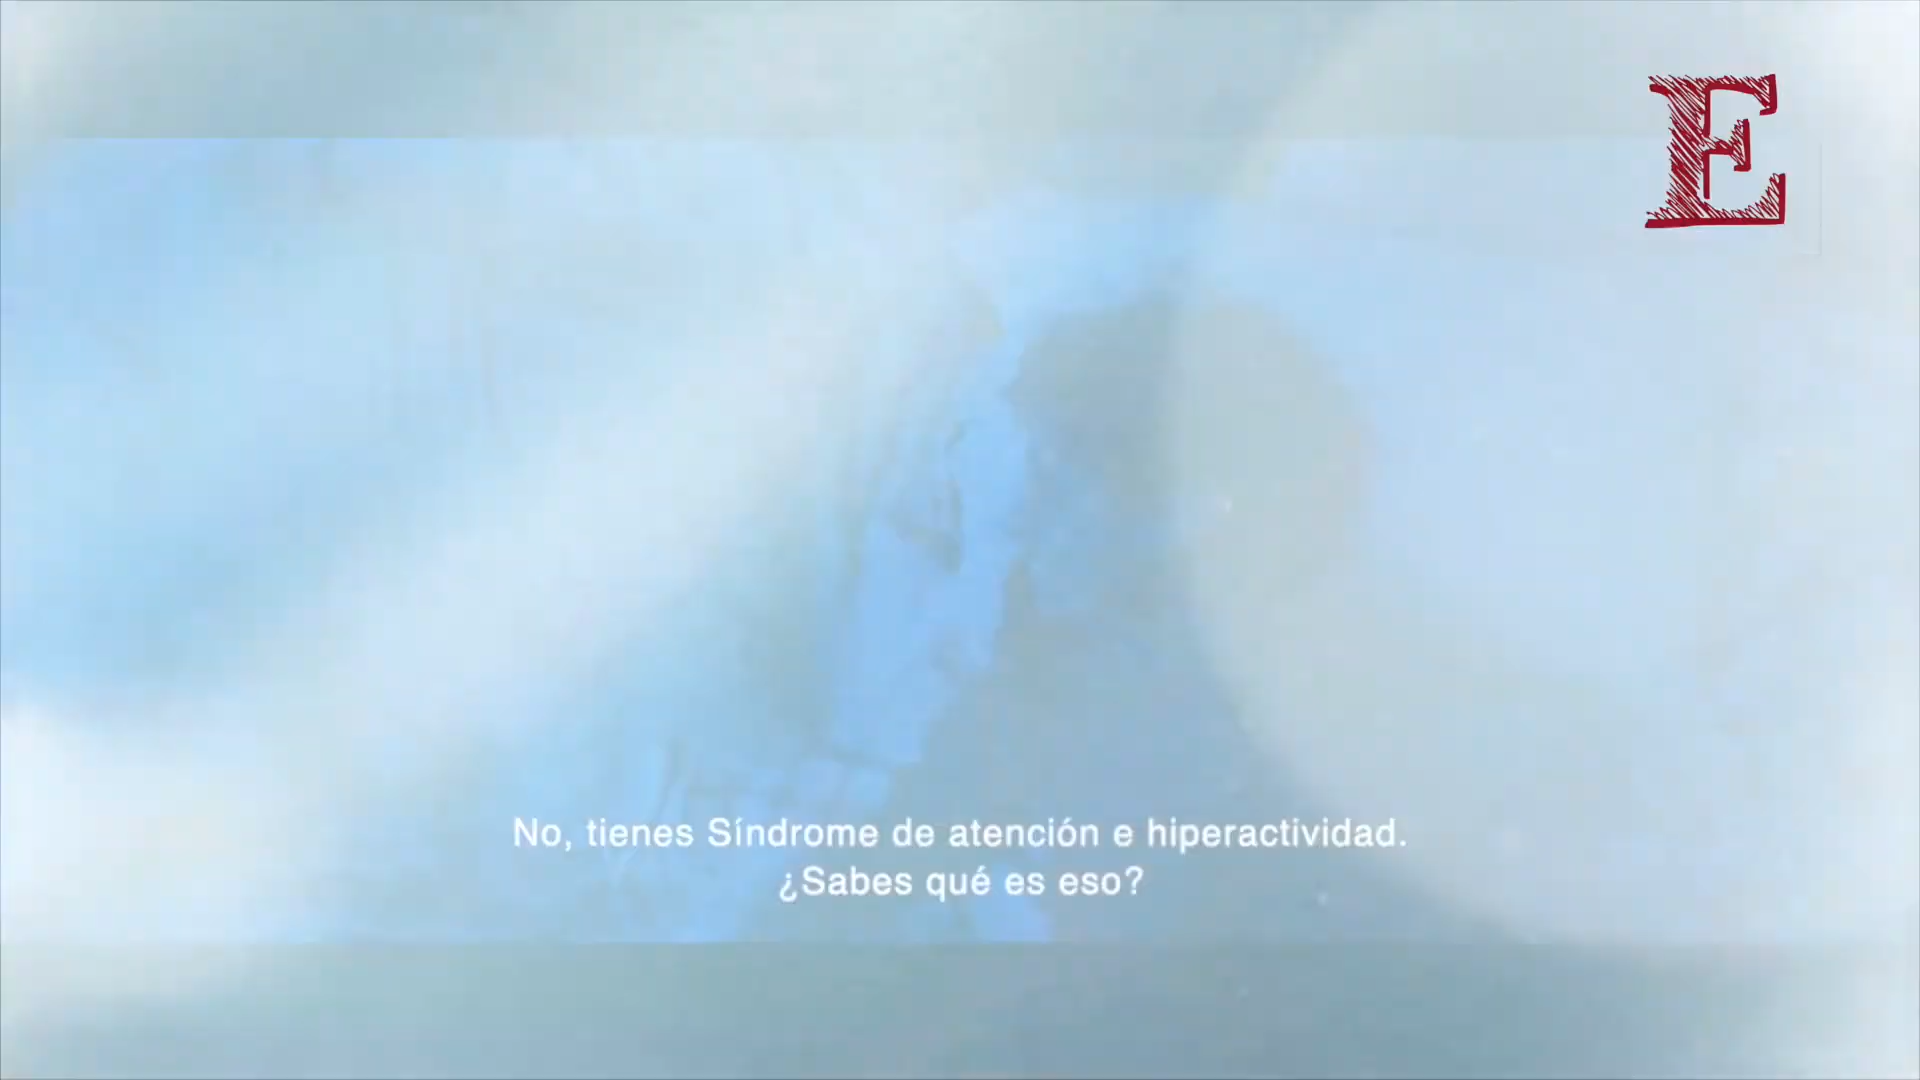 E
No, tienes Síndrome de atención e hiperactividad.
¿Sabes qué es eso?